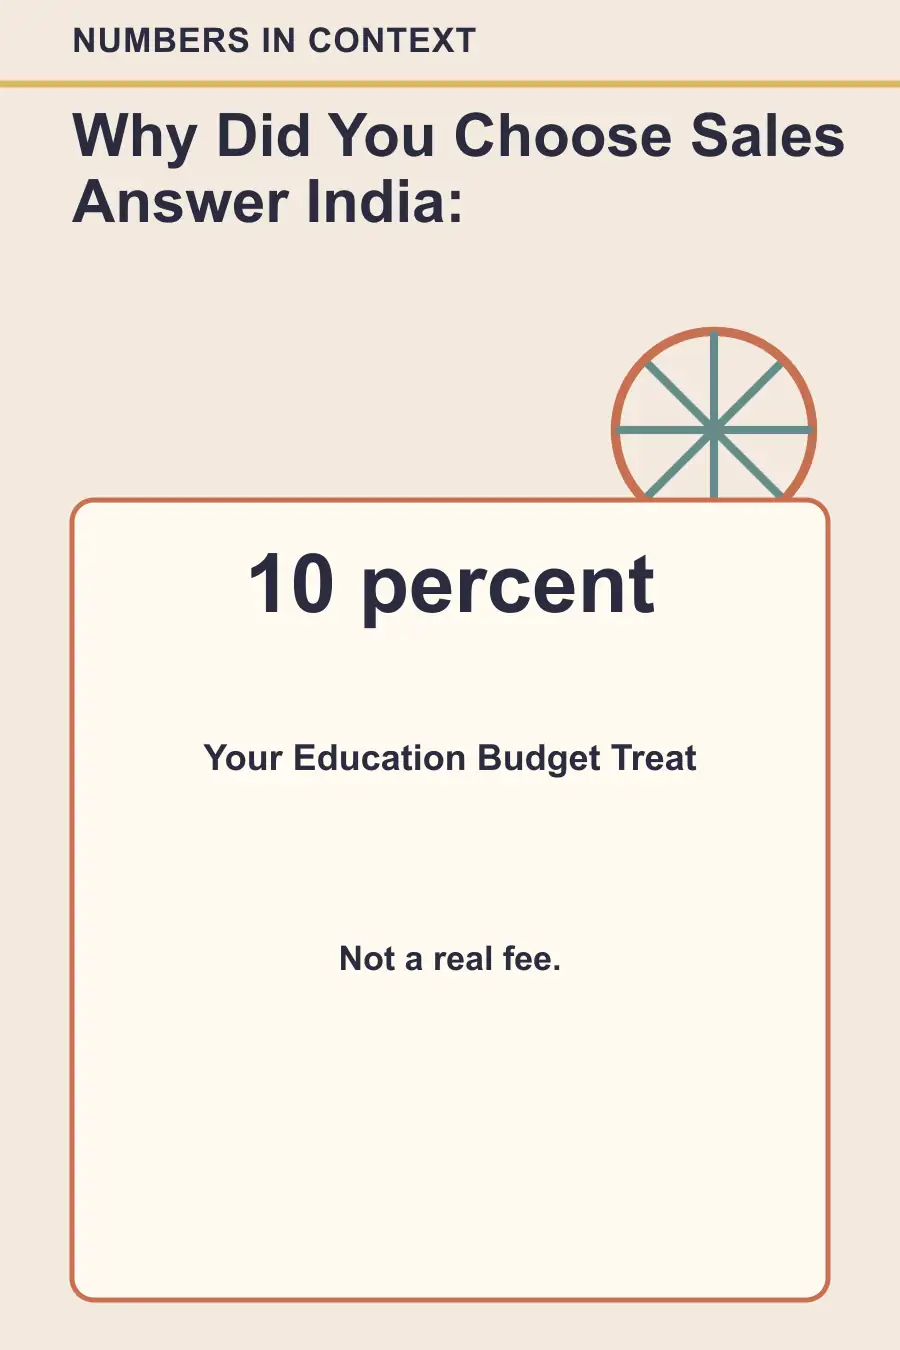 NUMBERS IN CONTEXT
Why Did You Choose Sales
Answer India:
10 percent
Your Education Budget Treat
Not a real fee.